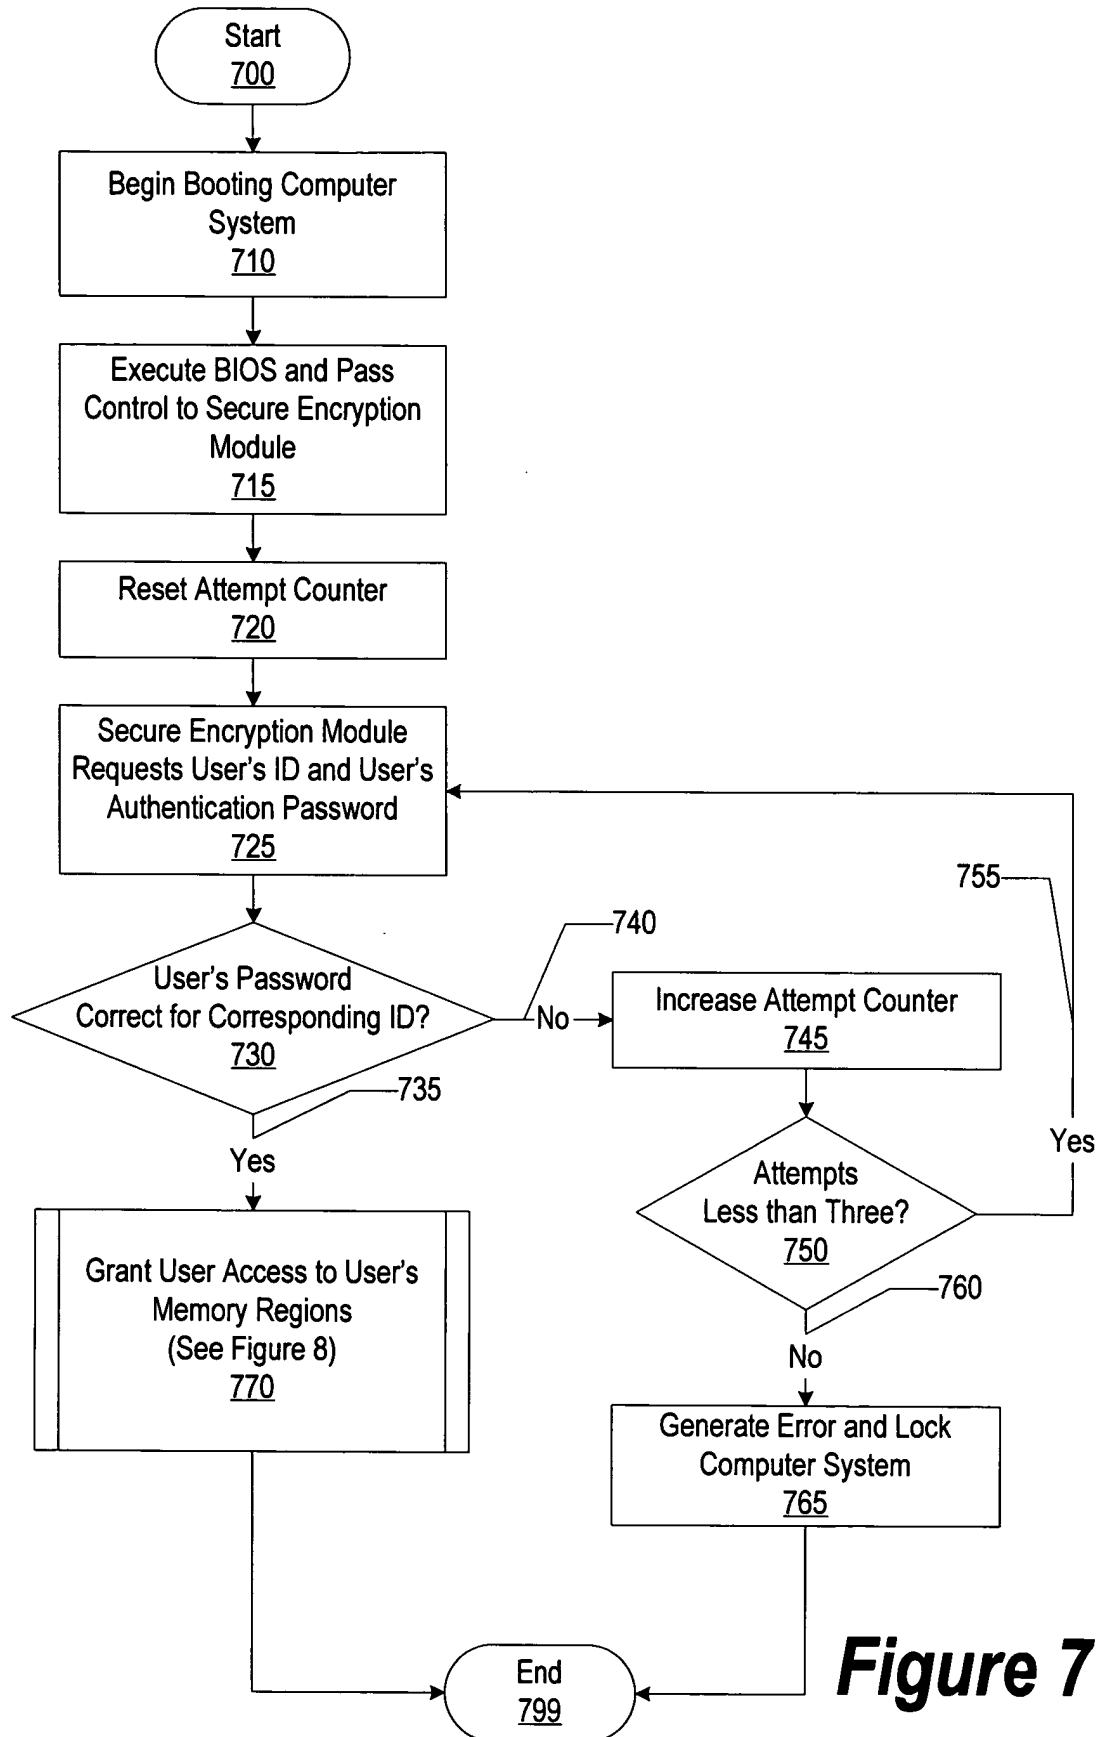 Start
700
Begin Booting Computer
System
710
Execute BIOS and Pass
Control to Secure Encryption
Module
715
Reset Attempt Counter
720
Secure Encryption Module
Requests User's ID and User's
Authentication Password
725
755
740
User's Password
Correct for Corresponding ID?
730
No
Increase Attempt Counter
745
735
Yes
Yes
Attempts
Less than Three?
750
Grant User Access to User's
Memory Regions
(See Figure 8)
770
760
No
Generate Error and Lock
Computer System
765
End
799
Figure 7